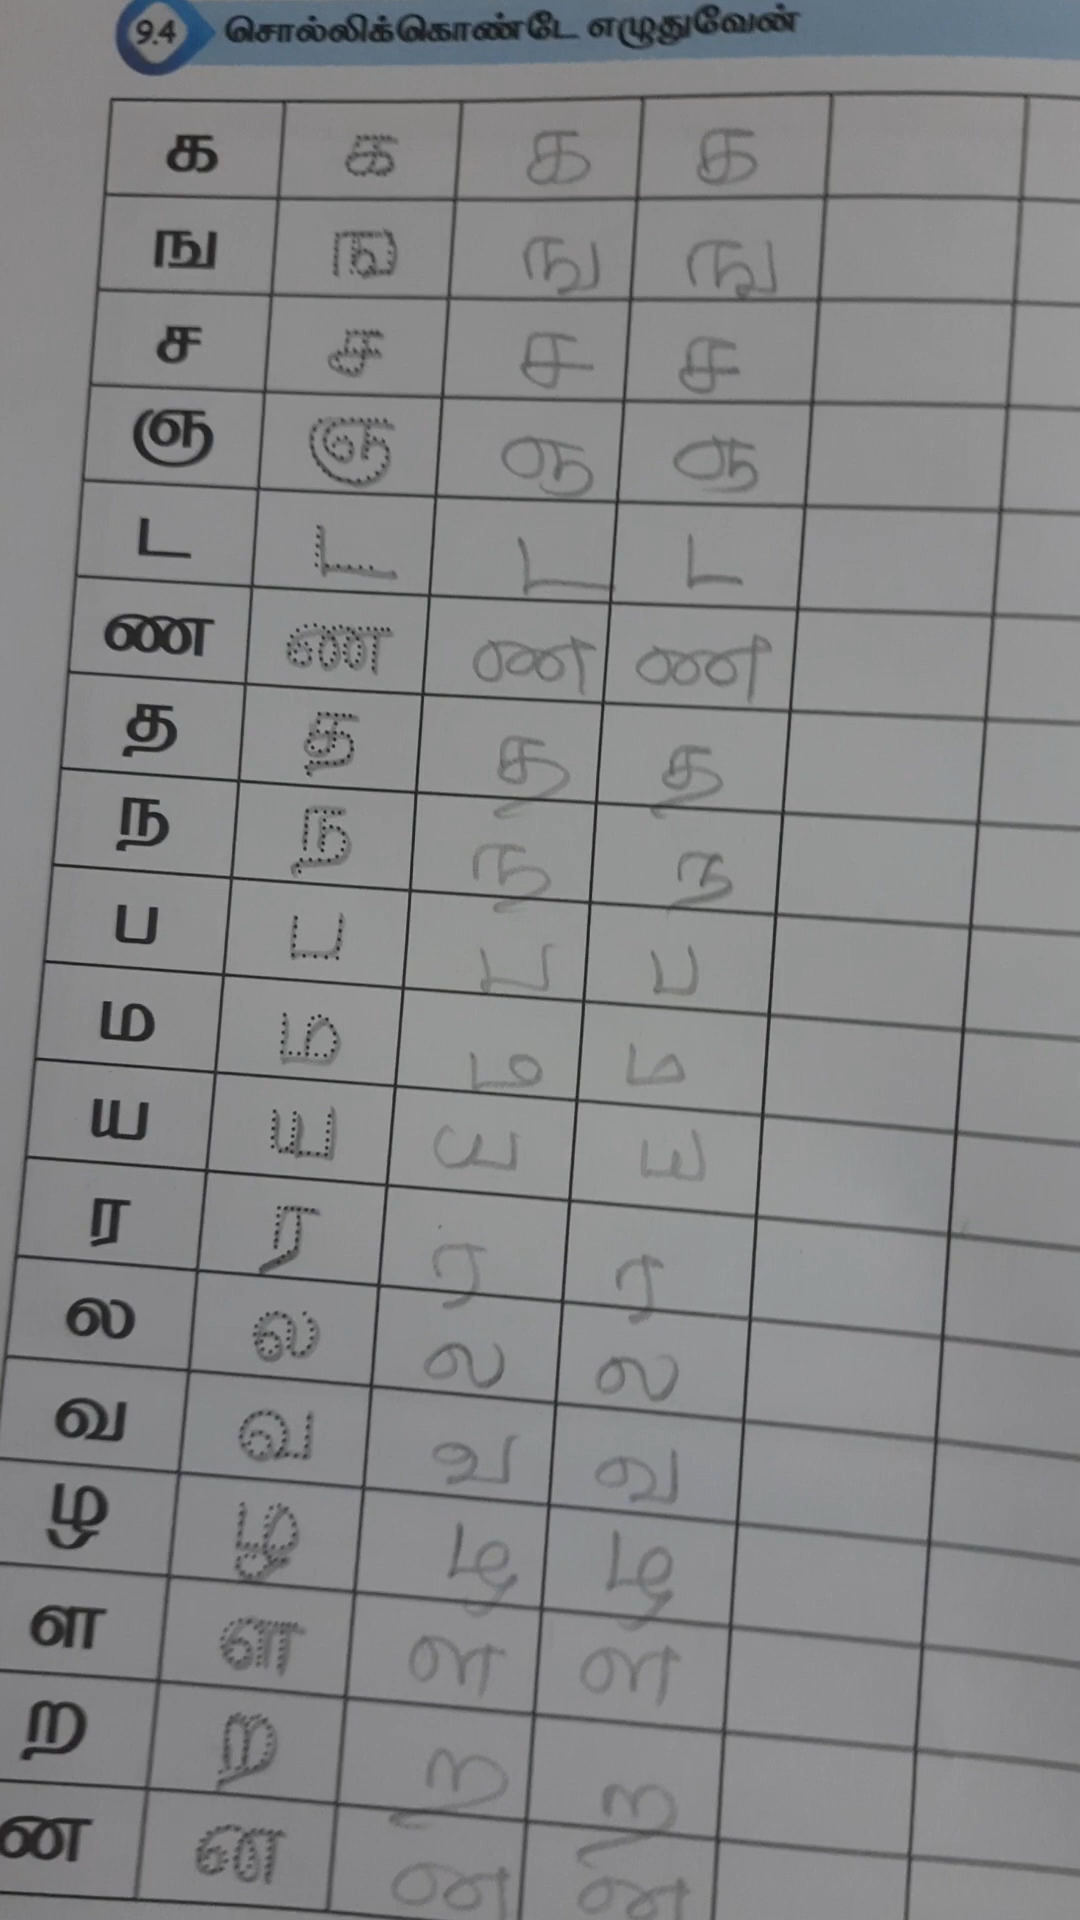 9.4 சொல்லிக்கொண்டே எழுதுவேன்
க க க க
ங ங ங ங
ச ச ச ச
ஞ ஞ ஞ ஞ
ட ட ட ட
ண ண ண ண
த த த த
ந ந ந ந
ப ப ப ப
ம ம ம ம
ய ய ய ய
ர ர ர ர
ல ல ல ல
வ வ வ வ
ழ ழ ழ ழ
ள ள ள ள
ற ற ற ற
ன ன ன ன